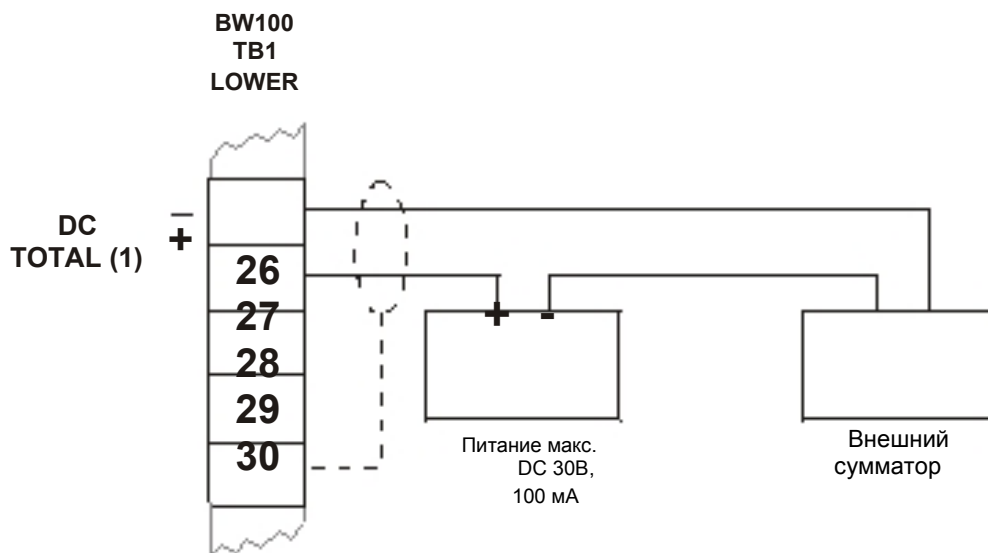 BW100
TB1
LOWER
DC
TOTAL (1)
–
+
26
27
28
29
30
+ -
Питание макс.
DC 30В,
100 мА
Внешний
сумматор